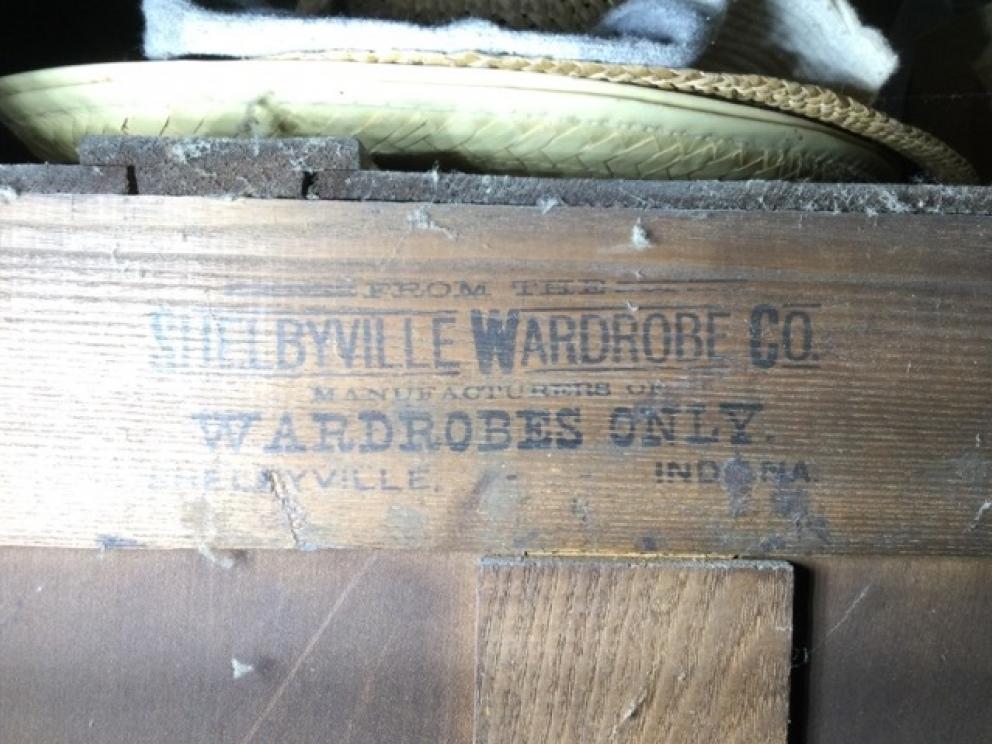 FROM THE
SHELBYVILLE WARDROBE CO.
MANUFACTURERS OF
WARDROBES ONLY.
SHELBYVILLE, - - INDIANA.